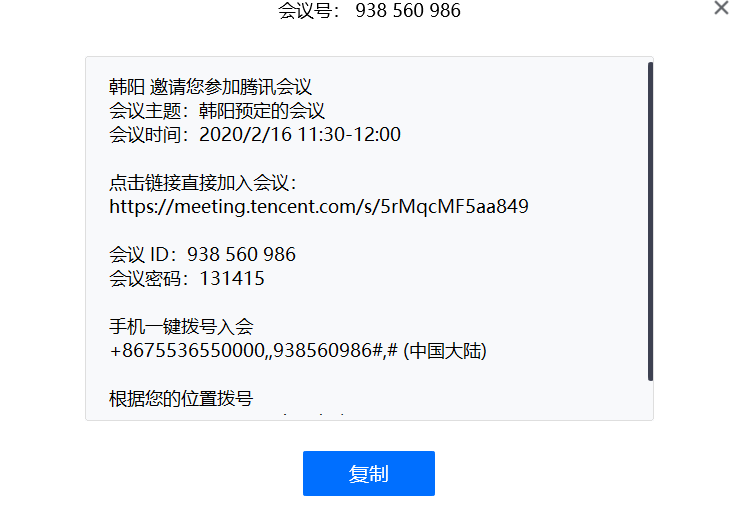 会议号： 938 560 986
韩阳 邀请您参加腾讯会议
会议主题：韩阳预定的会议
会议时间：2020/2/16 11:30-12:00
点击链接直接加入会议：
https://meeting.tencent.com/s/5rMqcMF5aa849
会议 ID：938 560 986
会议密码：131415
手机一键拨号入会
+8675536550000,,938560986#,# (中国大陆)
根据您的位置拨号
复制